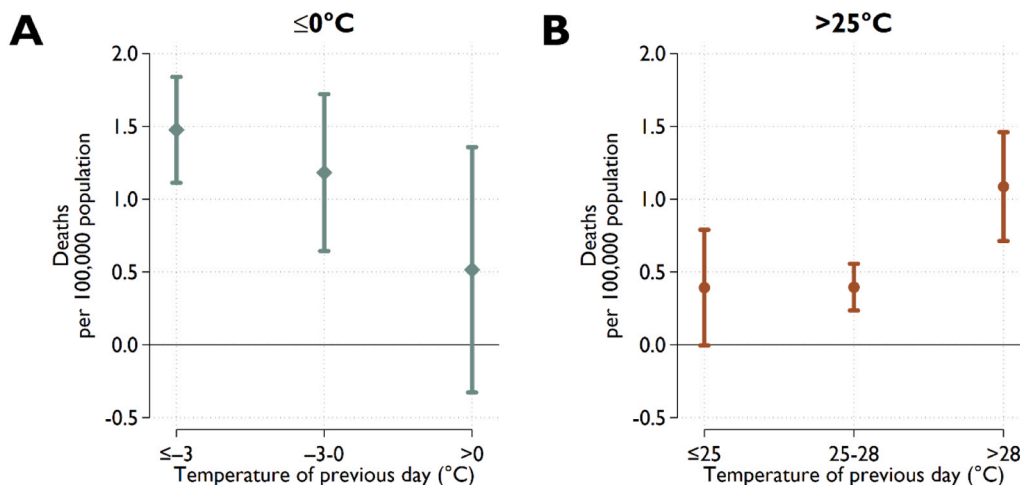 A
≤0°C
Deaths
per 100,000 population
2.0
1.5
1.0
0.5
0.0
-0.5
≤–3
–3-0
>0
Temperature of previous day (°C)
B
>25°C
Deaths
per 100,000 population
2.0
1.5
1.0
0.5
0.0
-0.5
≤25
25-28
>28
Temperature of previous day (°C)